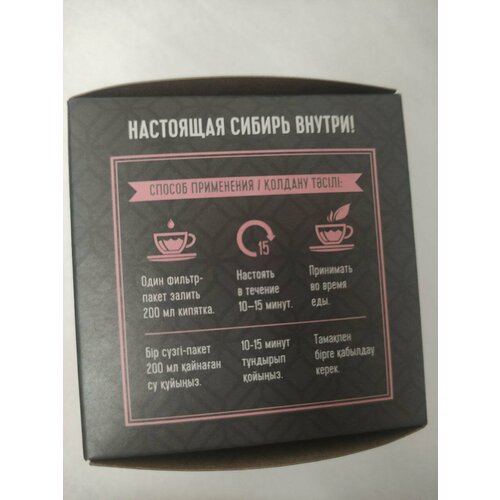 НАСТОЯЩАЯ СИБИРЬ ВНУТРИ!
СПОСОБ ПРИМЕНЕНИЯ / ҚОЛДАНУ ТӘСІЛІ:
15
Один фильтр-
пакет залить
200 мл кипятка.
Настоять
в течение
10–15 минут.
Принимать
во время
еды.
Бір сүзгі-пакет
200 мл қайнаған
су құйыңыз.
10-15 минут
тұндырып
қойыңыз.
Тамақпен
бірге қабылдау
керек.